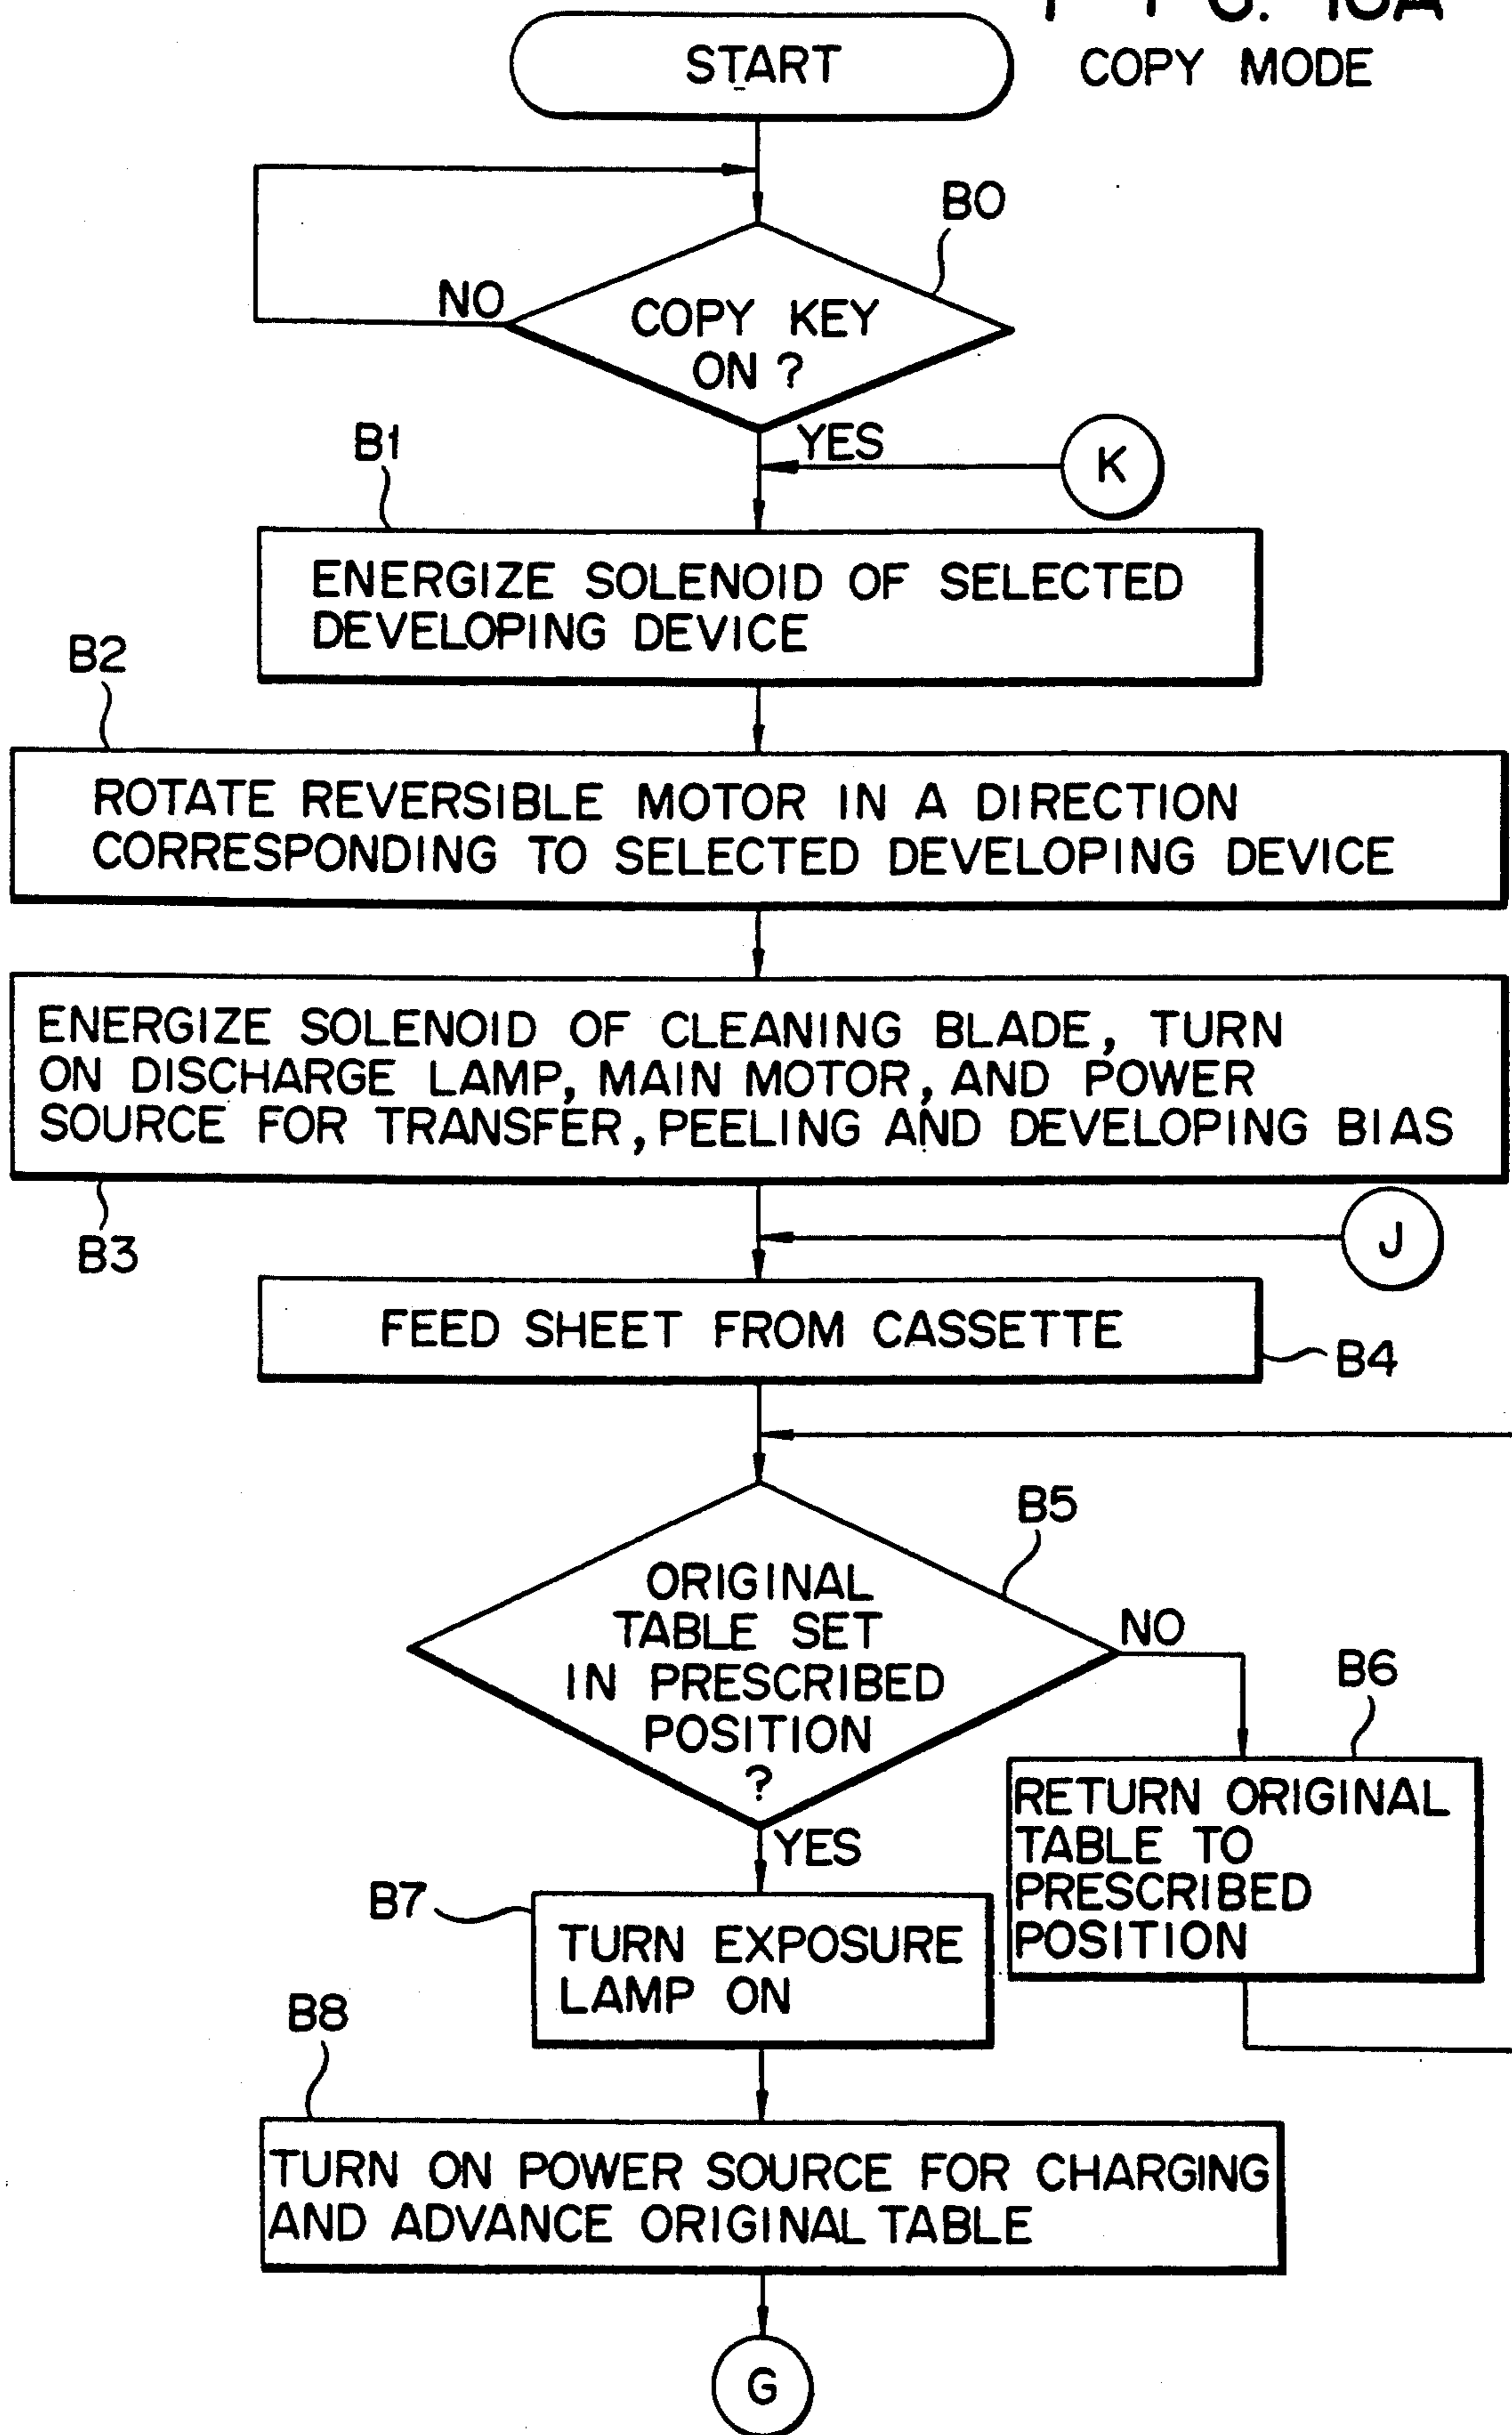 COPY MODE
START
B0
NO
COPY KEY
ON ?
YES
K
B1
ENERGIZE SOLENOID OF SELECTED
DEVELOPING DEVICE
B2
ROTATE REVERSIBLE MOTOR IN A DIRECTION
CORRESPONDING TO SELECTED DEVELOPING DEVICE
ENERGIZE SOLENOID OF CLEANING BLADE, TURN
ON DISCHARGE LAMP, MAIN MOTOR, AND POWER
SOURCE FOR TRANSFER, PEELING AND DEVELOPING BIAS
B3
J
FEED SHEET FROM CASSETTE
B4
B5
ORIGINAL
TABLE SET
IN PRESCRIBED
POSITION
?
NO
B6
RETURN ORIGINAL
TABLE TO
PRESCRIBED
POSITION
YES
B7
TURN EXPOSURE
LAMP ON
B8
TURN ON POWER SOURCE FOR CHARGING
AND ADVANCE ORIGINAL TABLE
G